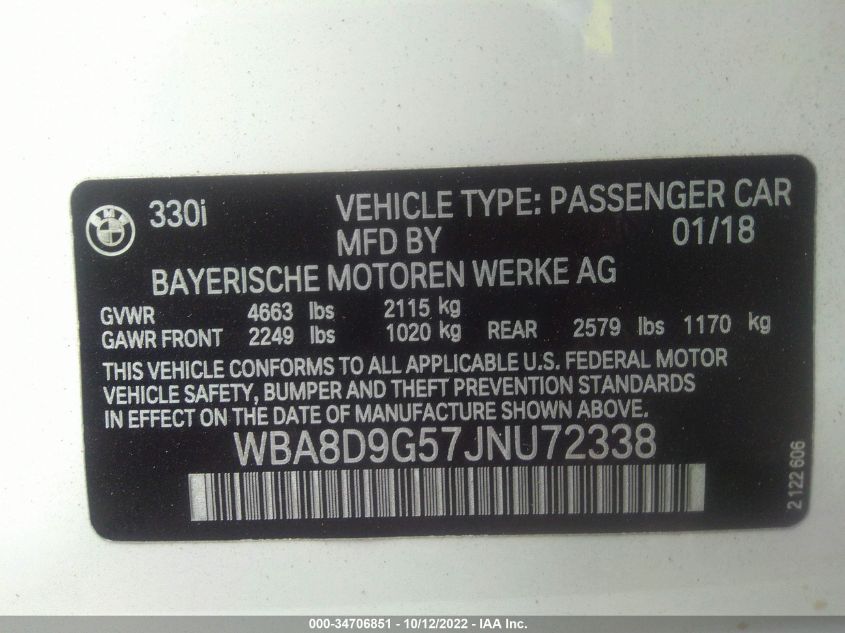 BMW 330i VEHICLE TYPE: PASSENGER CAR
MFD BY 01/18
BAYERISCHE MOTOREN WERKE AG
GVWR 4663 lbs 2115 kg
GAWR FRONT 2249 lbs 1020 kg REAR 2579 lbs 1170 kg
THIS VEHICLE CONFORMS TO ALL APPLICABLE U.S. FEDERAL MOTOR
VEHICLE SAFETY, BUMPER AND THEFT PREVENTION STANDARDS
IN EFFECT ON THE DATE OF MANUFACTURE SHOWN ABOVE.
WBA8D9G57JNU72338
2 122 606
000-34706851 - 10/12/2022 - IAA Inc.